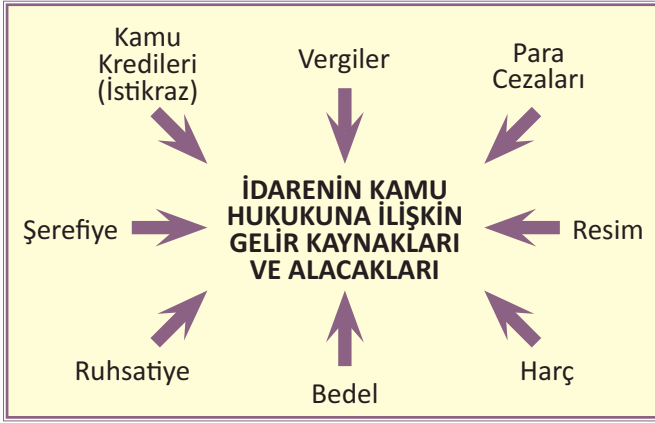 Kamu
Kredileri
(İstikraz)
Vergiler
Para
Cezaları
Şerefiye
İDARENİN KAMU
HUKUKUNA İLİŞKİN
GELİR KAYNAKLARI
VE ALACAKLARI
Resim
Ruhsatiye
Bedel
Harç